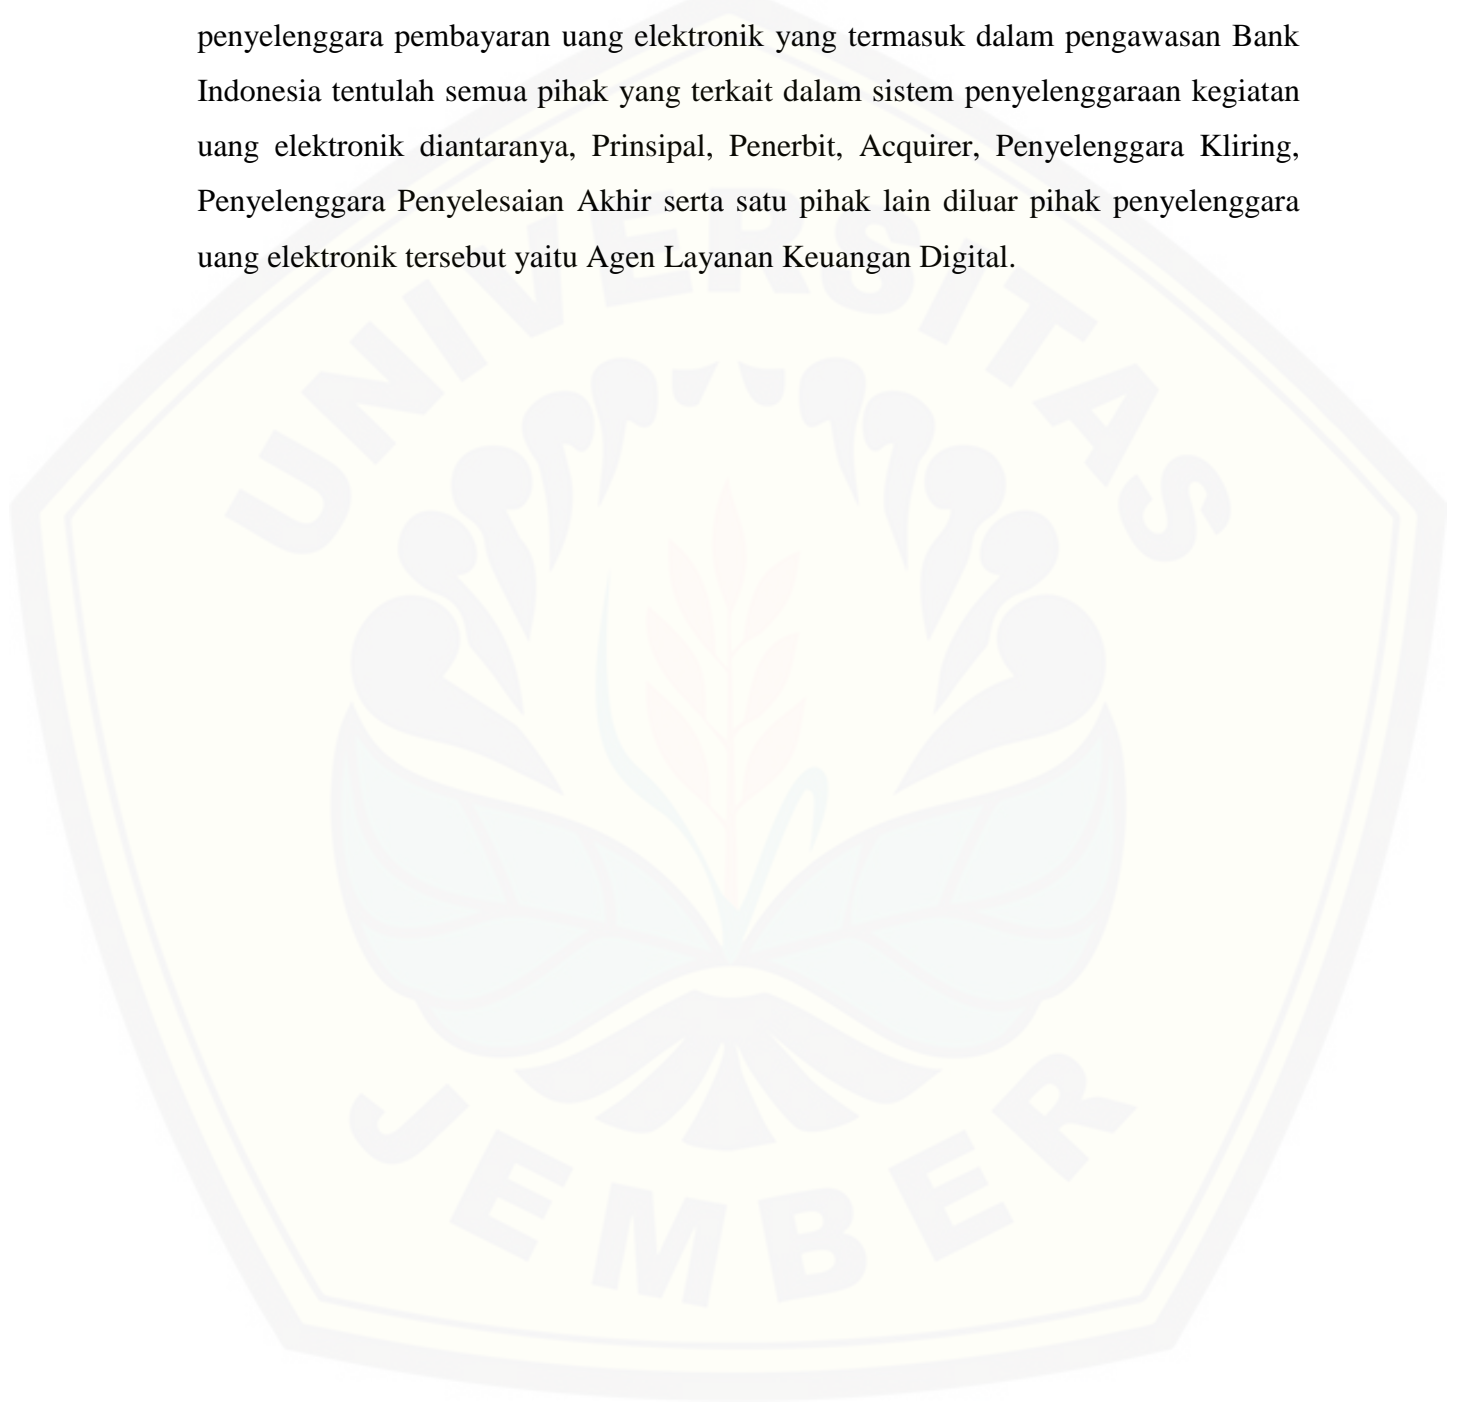 penyelenggara pembayaran uang elektronik yang termasuk dalam pengawasan Bank
Indonesia tentulah semua pihak yang terkait dalam sistem penyelenggaraan kegiatan
uang elektronik diantaranya, Prinsipal, Penerbit, Acquirer, Penyelenggara Kliring,
Penyelenggara Penyelesaian Akhir serta satu pihak lain diluar pihak penyelenggara
uang elektronik tersebut yaitu Agen Layanan Keuangan Digital.
UNIVERSITAS
JEMBER